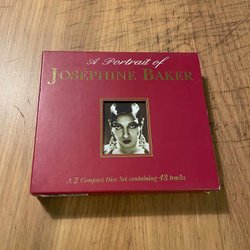 A Portrait of
JOSEPHINE BAKER
A 2 Compact Disc Set containing 48 tracks